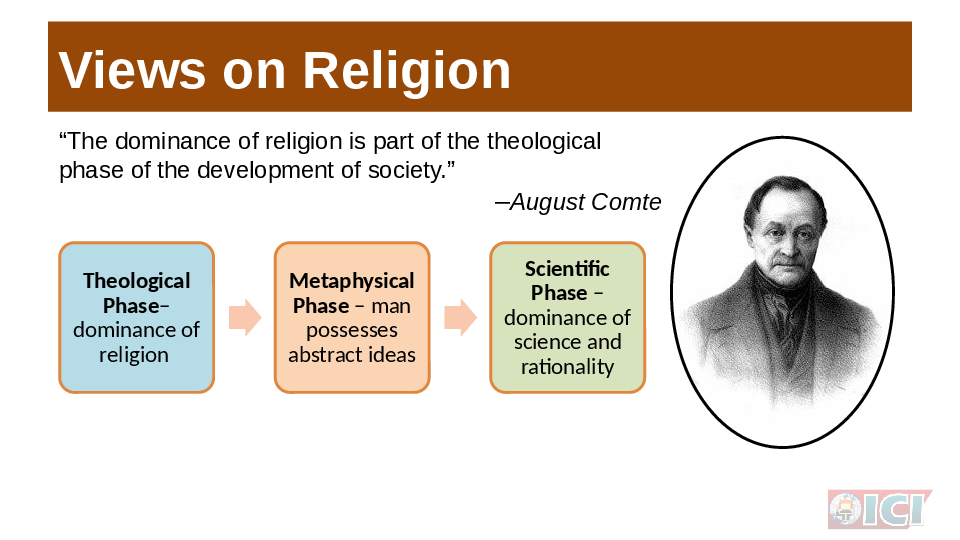 Views on Religion
“The dominance of religion is part of the theological
phase of the development of society.”
–August Comte
Theological
Phase–
dominance of
religion
Metaphysical
Phase – man
possesses
abstract ideas
Scientific
Phase –
dominance of
science and
rationality
ICI